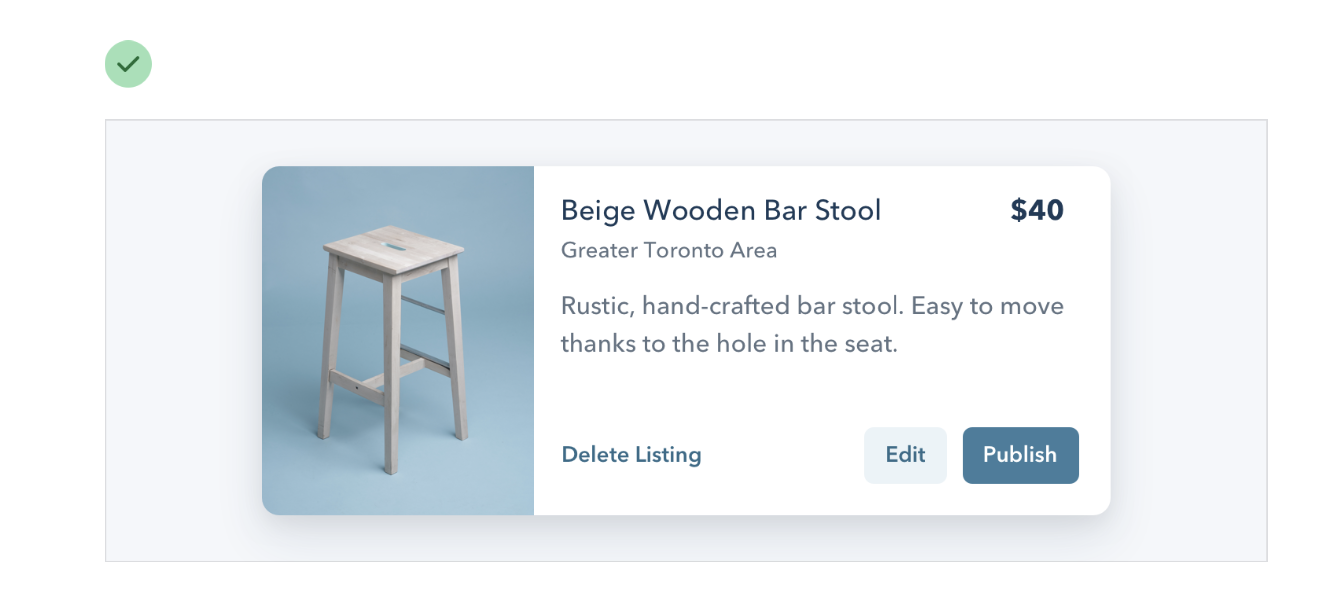 Beige Wooden Bar Stool
$40
Greater Toronto Area
Rustic, hand-crafted bar stool. Easy to move
thanks to the hole in the seat.
Delete Listing
Edit
Publish